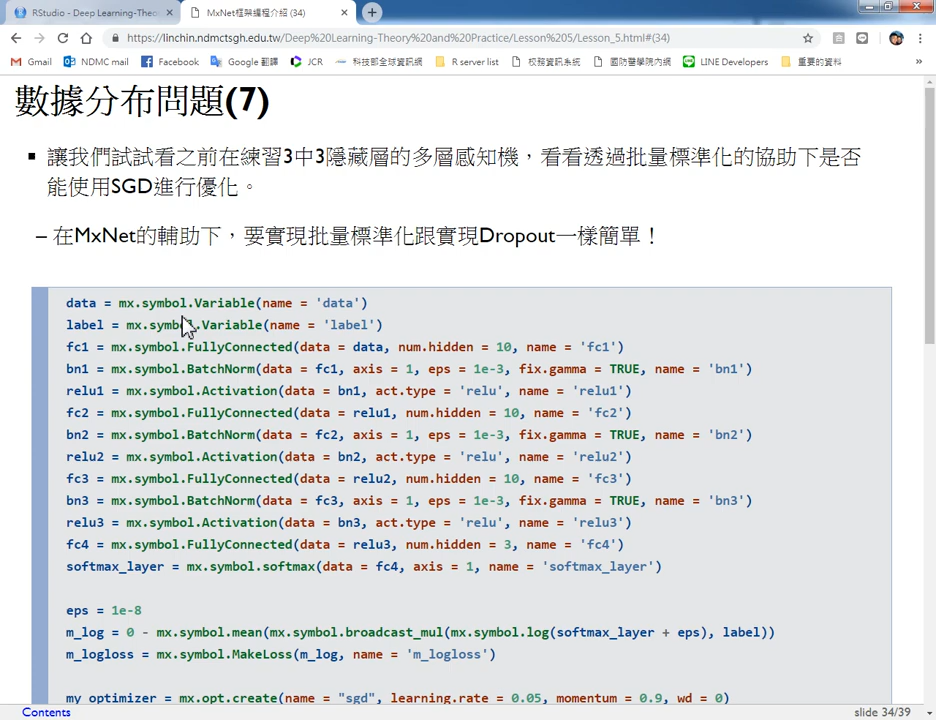 RStudio - Deep Learning-Theo
MxNet框架編程介紹 (34)
https://linchin.ndmctsgh.edu.tw/Deep%20Learning-Theory%20and%20Practice/Lesson%205/Lesson_5.html#(34)
Gmail
NDMC mail
Facebook
Google 翻譯
JCR
科技部全球資訊網
R server list
校務資訊系統
國防醫學院內網
LINE Developers
重要的資料
»
數據分布問題(7)
讓我們試試看之前在練習3中3隱藏層的多層感知機，看看透過批量標準化的協助下是否
能使用SGD進行優化。
– 在MxNet的輔助下，要實現批量標準化跟實現Dropout一樣簡單！
data = mx.symbol.Variable(name = 'data')
label = mx.symbol.Variable(name = 'label')
fc1 = mx.symbol.FullyConnected(data = data, num.hidden = 10, name = 'fc1')
bn1 = mx.symbol.BatchNorm(data = fc1, axis = 1, eps = 1e-3, fix.gamma = TRUE, name = 'bn1')
relu1 = mx.symbol.Activation(data = bn1, act.type = 'relu', name = 'relu1')
fc2 = mx.symbol.FullyConnected(data = relu1, num.hidden = 10, name = 'fc2')
bn2 = mx.symbol.BatchNorm(data = fc2, axis = 1, eps = 1e-3, fix.gamma = TRUE, name = 'bn2')
relu2 = mx.symbol.Activation(data = bn2, act.type = 'relu', name = 'relu2')
fc3 = mx.symbol.FullyConnected(data = relu2, num.hidden = 10, name = 'fc3')
bn3 = mx.symbol.BatchNorm(data = fc3, axis = 1, eps = 1e-3, fix.gamma = TRUE, name = 'bn3')
relu3 = mx.symbol.Activation(data = bn3, act.type = 'relu', name = 'relu3')
fc4 = mx.symbol.FullyConnected(data = relu3, num.hidden = 3, name = 'fc4')
softmax_layer = mx.symbol.softmax(data = fc4, axis = 1, name = 'softmax_layer')
eps = 1e-8
m_log = 0 - mx.symbol.mean(mx.symbol.broadcast_mul(mx.symbol.log(softmax_layer + eps), label))
m_logloss = mx.symbol.MakeLoss(m_log, name = 'm_logloss')
my_optimizer = mx.opt.create(name = "sgd", learning.rate = 0.05, momentum = 0.9, wd = 0)
Contents
slide 34/39